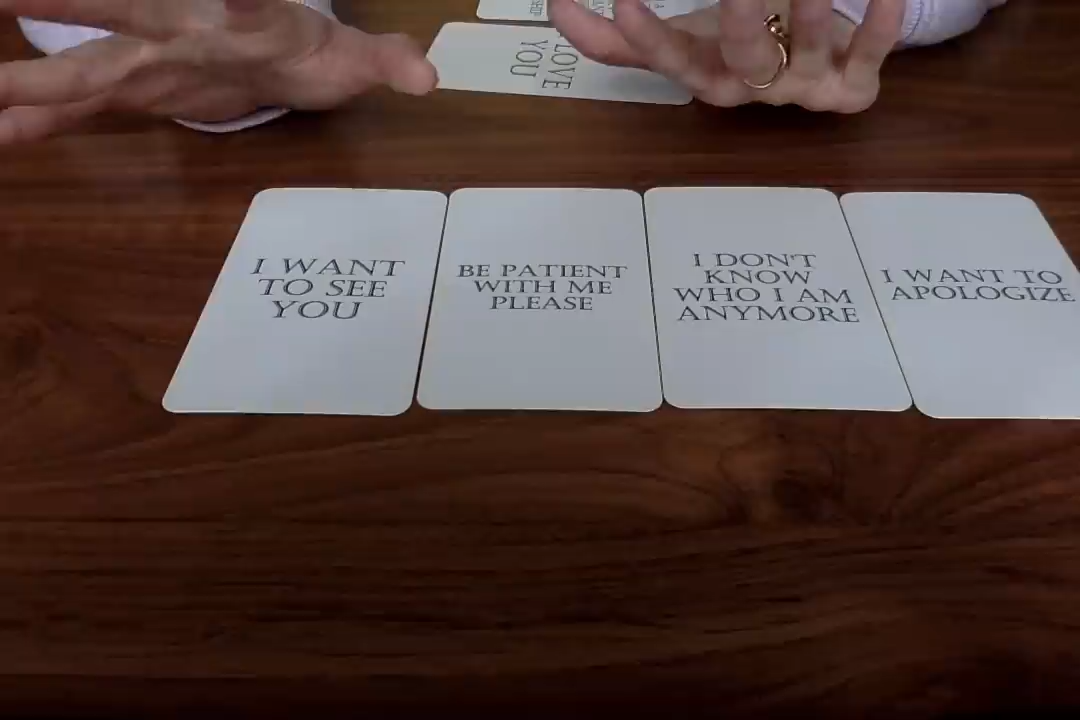 LOVE
YOU
I WANT
TO SEE
YOU
BE PATIENT
WITH ME
PLEASE
I DON'T
KNOW
WHO I AM
ANYMORE
I WANT TO
APOLOGIZE